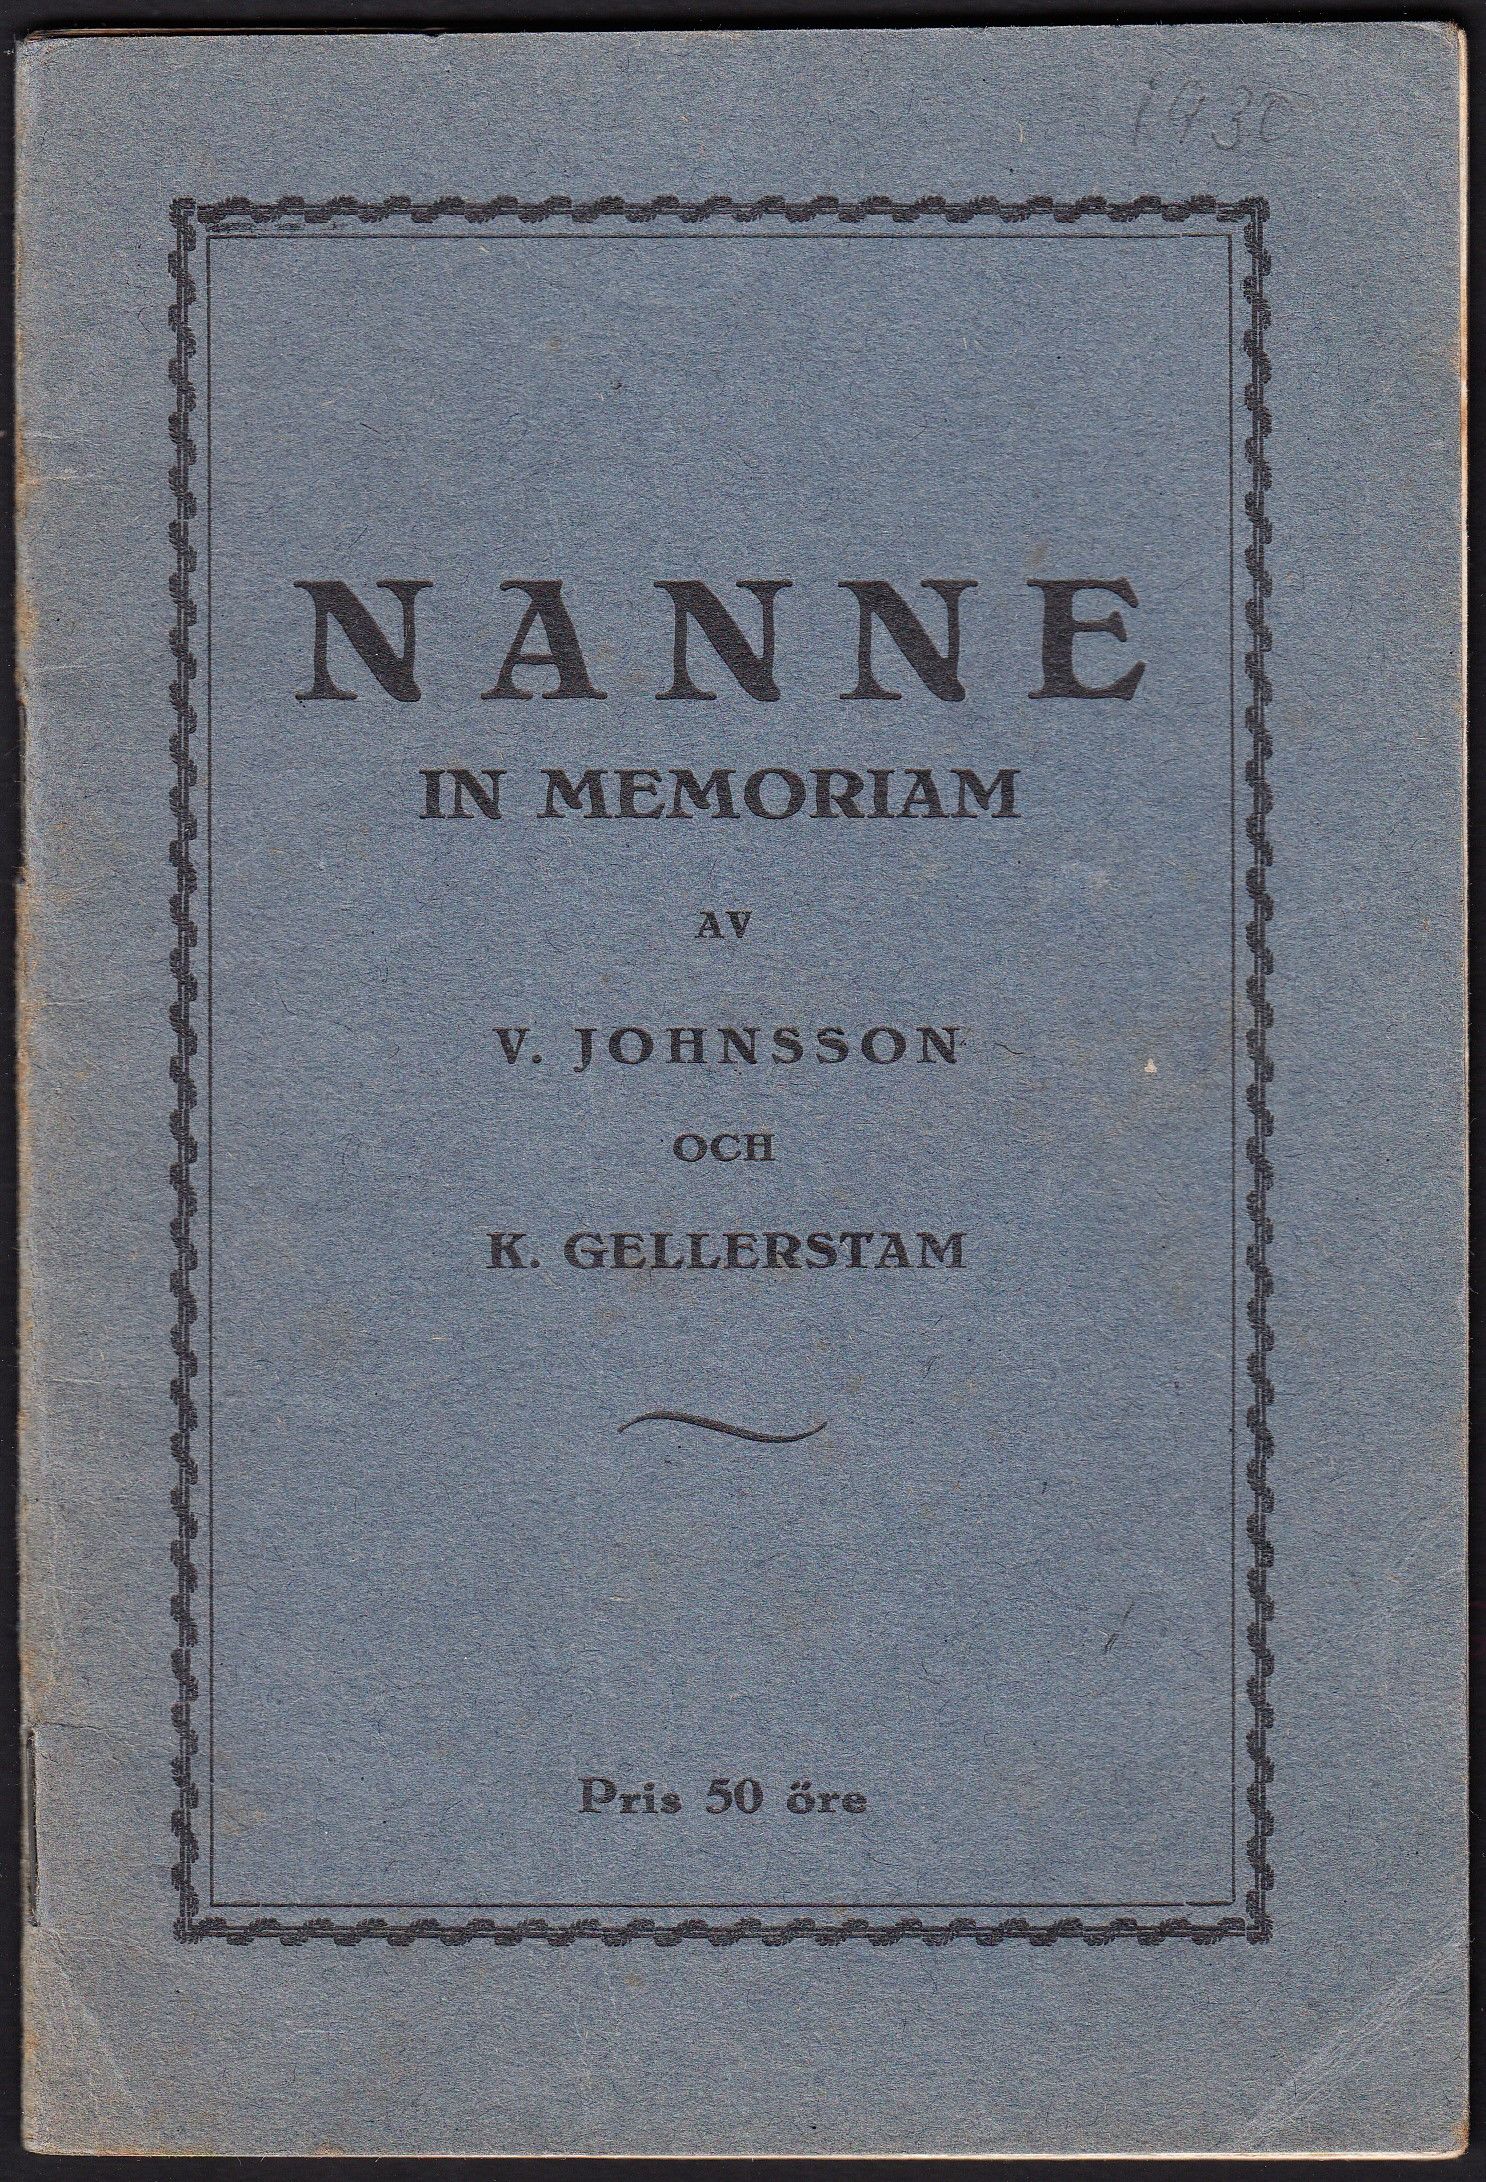 1930
NANNE
IN MEMORIAM
AV
V. JOHNSSON
OCH
K. GELLERSTAM
Pris 50 öre